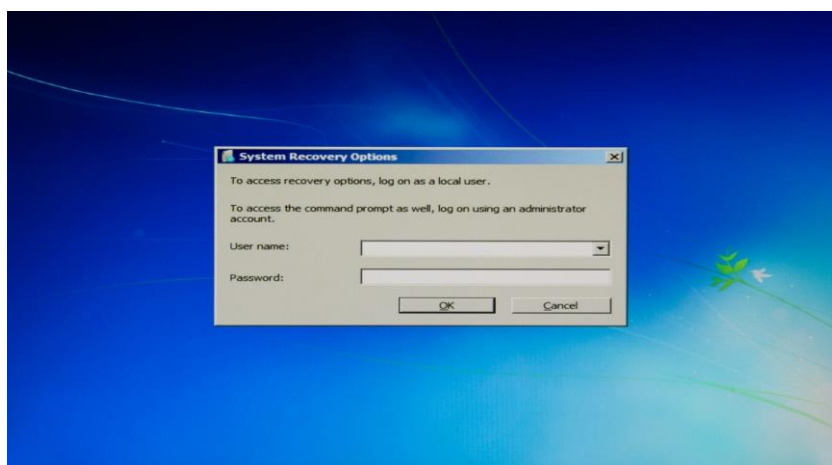 System Recovery Options
To access recovery options, log on as a local user.
To access the command prompt as well, log on using an administrator
account.
User name:
Password:
OK
Cancel